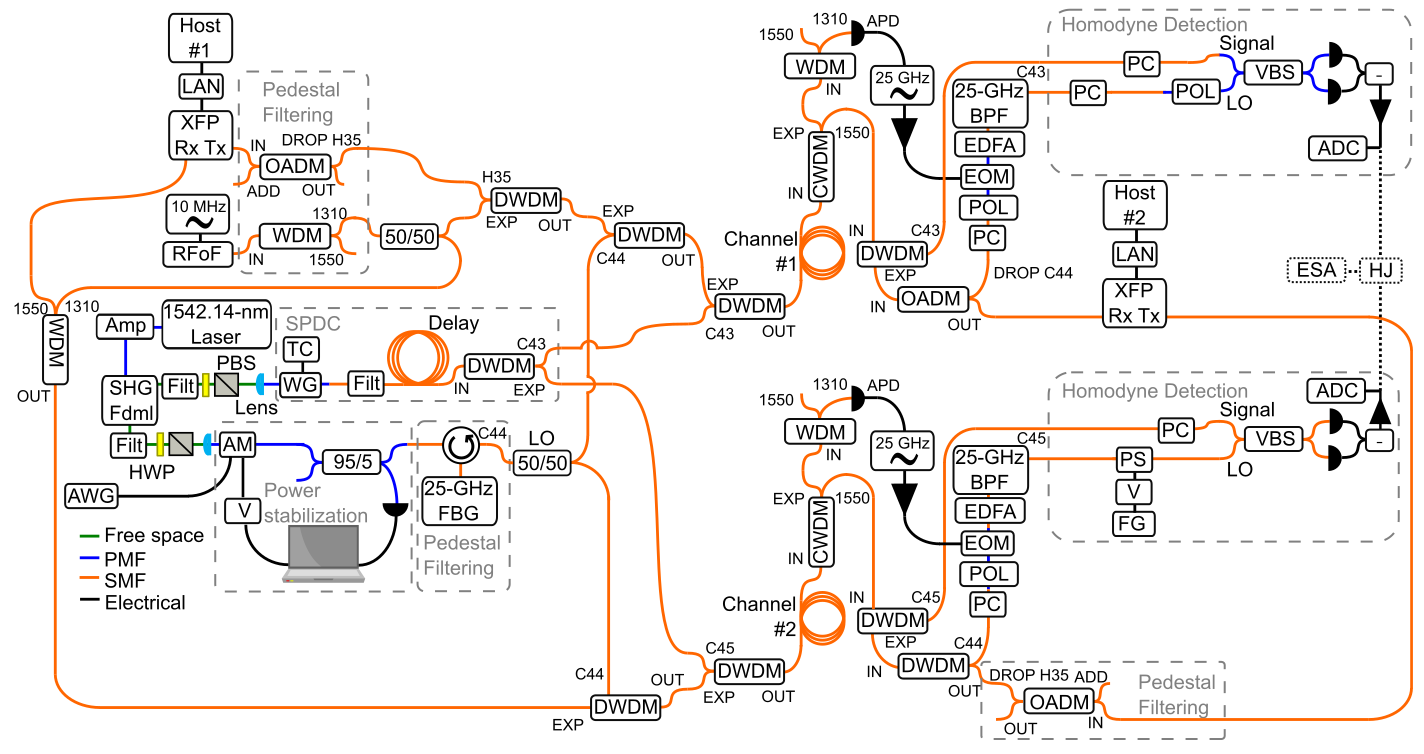 Host
#1
LAN
XFP
Rx Tx
Pedestal
Filtering
IN
DROP H35
OADM
ADD
OUT
10 MHz
RFoF
IN
WDM
1310
1550
50/50
H35
DWDM
EXP
OUT
EXP
DWDM
C44
OUT
EXP
DWDM
C43
OUT
1550
1310
WDM
OUT
Amp
1542.14-nm
Laser
SHG
Fdml
Filt
PBS
Lens
SPDC
TC
WG
Filt
Delay
IN
DWDM
C43
EXP
Filt
HWP
AM
95/5
AWG
V
Power
stabilization
C44
25-GHz
FBG
Pedestal
Filtering
LO
50/50
Free space
PMF
SMF
Electrical
C44
DWDM
EXP
OUT
C45
DWDM
EXP
OUT
1550
1310
APD
WDM
IN
25 GHz
EXP
1550
CWDM
IN
Channel
#1
IN
C43
DWDM
EXP
IN
OADM
OUT
DROP C44
C43
25-GHz
BPF
EDFA
EOM
POL
PC
Homodyne Detection
PC
Signal
PC
POL
LO
VBS
-
ADC
Host
#2
LAN
XFP
Rx Tx
ESA
HJ
1550
1310
APD
WDM
IN
25 GHz
EXP
1550
CWDM
IN
Channel
#2
IN
C45
DWDM
EXP
IN
DWDM
C44
OUT
C45
25-GHz
BPF
EDFA
EOM
POL
PC
Homodyne Detection
ADC
Signal
PC
VBS
-
PS
LO
V
FG
DROP H35
ADD
OADM
OUT
IN
Pedestal
Filtering